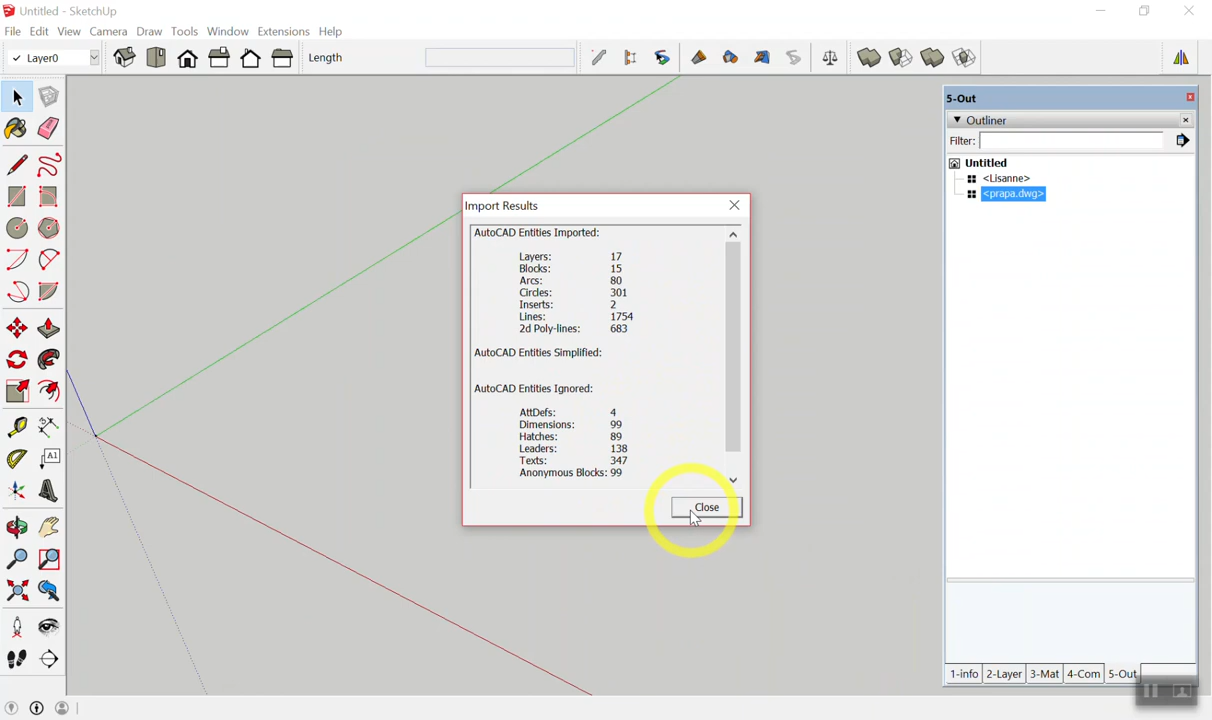 Untitled - SketchUp
File Edit View Camera Draw Tools Window Extensions Help
Layer0
Length
A1
5-Out
Outliner
Filter:
Untitled
<Lisanne>
<prapa.dwg>
1-info 2-Layer 3-Mat 4-Com 5-Out
Import Results
AutoCAD Entities Imported:
Layers: 17
Blocks: 15
Arcs: 80
Circles: 301
Inserts: 2
Lines: 1754
2d Poly-lines: 683
AutoCAD Entities Simplified:
AutoCAD Entities Ignored:
AttDefs: 4
Dimensions: 99
Hatches: 89
Leaders: 138
Texts: 347
Anonymous Blocks: 99
Close